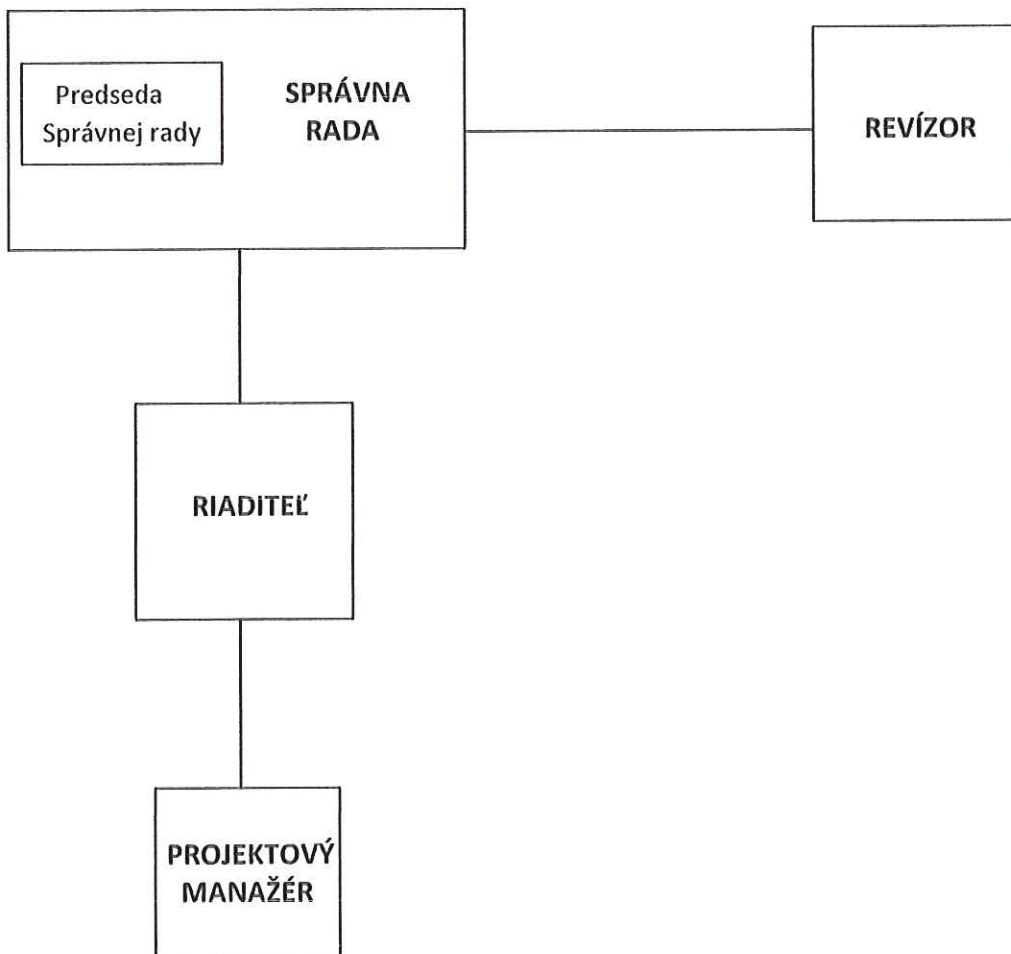 Predseda
Správnej rady
SPRÁVNA
RADA
REVÍZOR
RIADITEĽ
PROJEKTOVÝ
MANAŽÉR